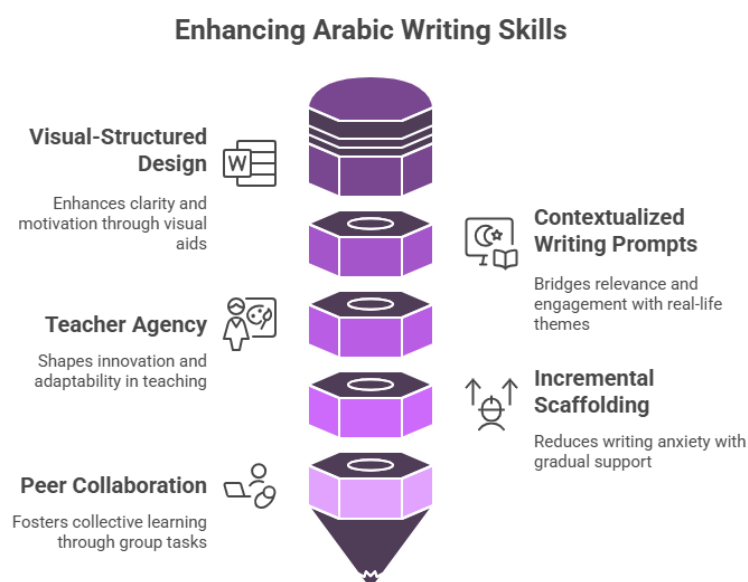 Enhancing Arabic Writing Skills
Visual-Structured
Design
W
Enhances clarity and
motivation through visual
aids
Contextualized
Writing Prompts
Bridges relevance and
engagement with real-life
themes
Teacher Agency
Shapes innovation and
adaptability in teaching
Incremental
Scaffolding
Reduces writing anxiety with
gradual support
Peer Collaboration
Fosters collective learning
through group tasks